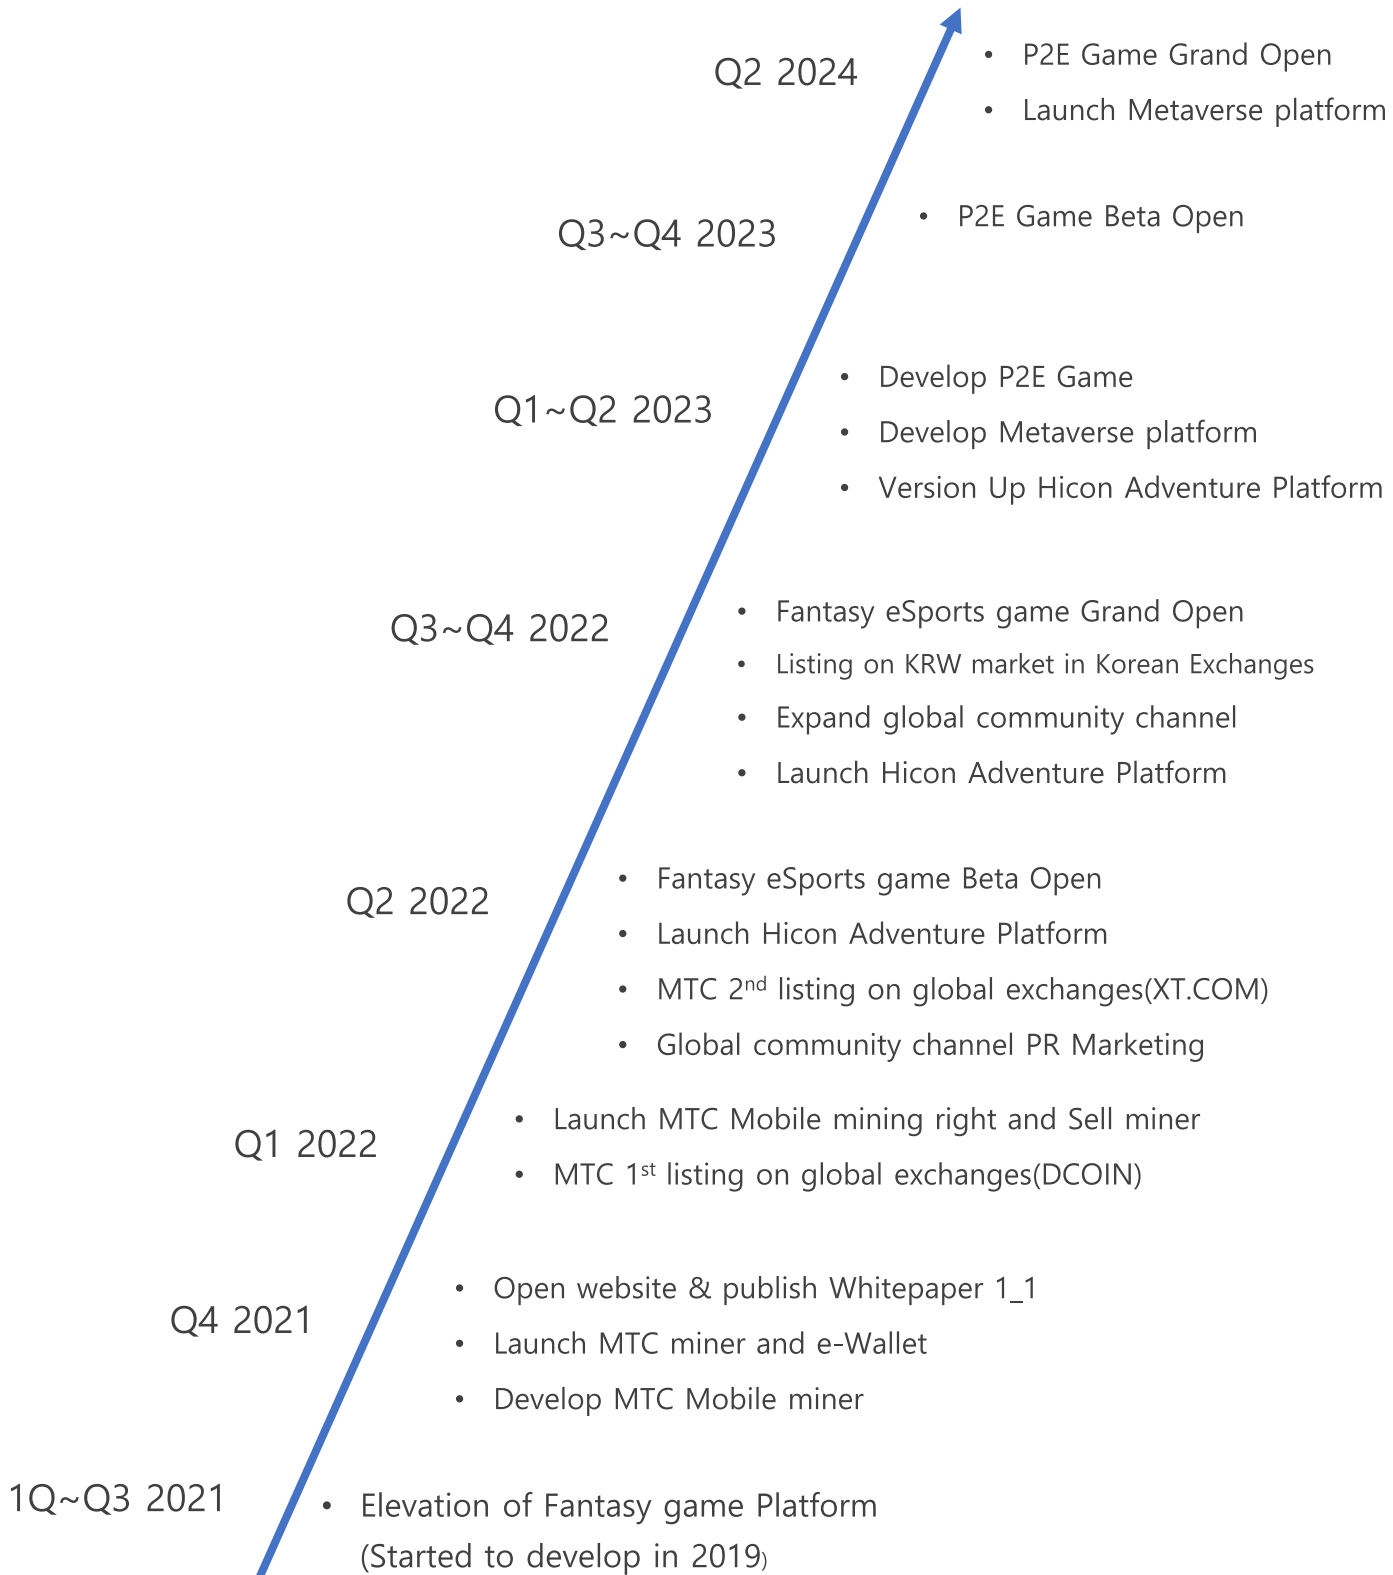 Q2 2024
• P2E Game Grand Open
• Launch Metaverse platform
Q3~Q4 2023
• P2E Game Beta Open
Q1~Q2 2023
• Develop P2E Game
• Develop Metaverse platform
• Version Up Hicon Adventure Platform
Q3~Q4 2022
• Fantasy eSports game Grand Open
• Listing on KRW market in Korean Exchanges
• Expand global community channel
• Launch Hicon Adventure Platform
Q2 2022
• Fantasy eSports game Beta Open
• Launch Hicon Adventure Platform
• MTC 2nd listing on global exchanges(XT.COM)
• Global community channel PR Marketing
Q1 2022
• Launch MTC Mobile mining right and Sell miner
• MTC 1st listing on global exchanges(DCOIN)
Q4 2021
• Open website & publish Whitepaper 1_1
• Launch MTC miner and e-Wallet
• Develop MTC Mobile miner
1Q~Q3 2021
• Elevation of Fantasy game Platform
(Started to develop in 2019)